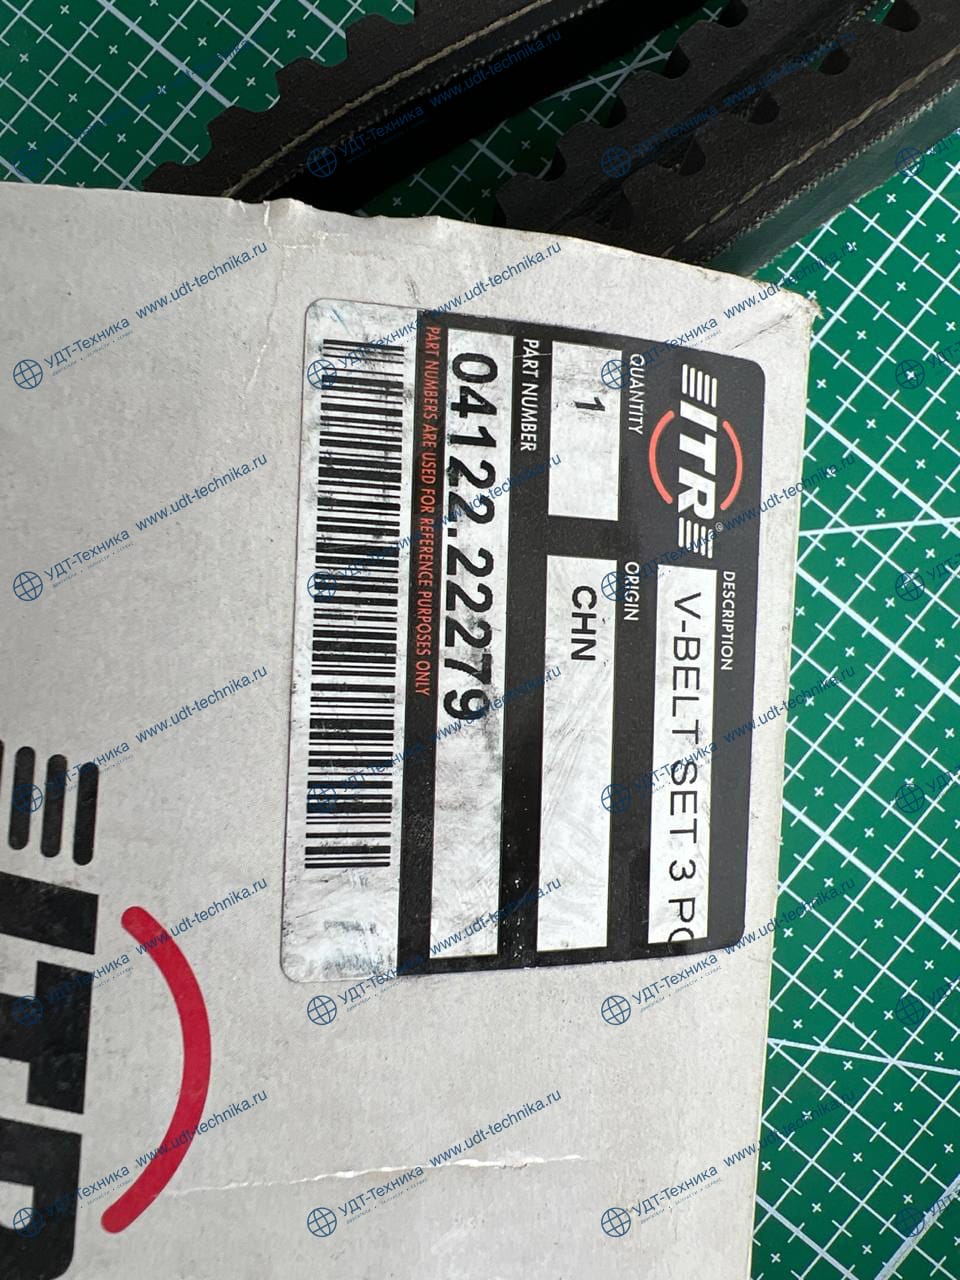 ITR®
DESCRIPTION
V-BELT SET 3 PC
QUANTITY
1
ORIGIN
CHN
PART NUMBER
04122.22279
PART NUMBERS ARE USED FOR REFERENCE PURPOSES ONLY
ITR
УДТ-Техника
www.udt-technika.ru